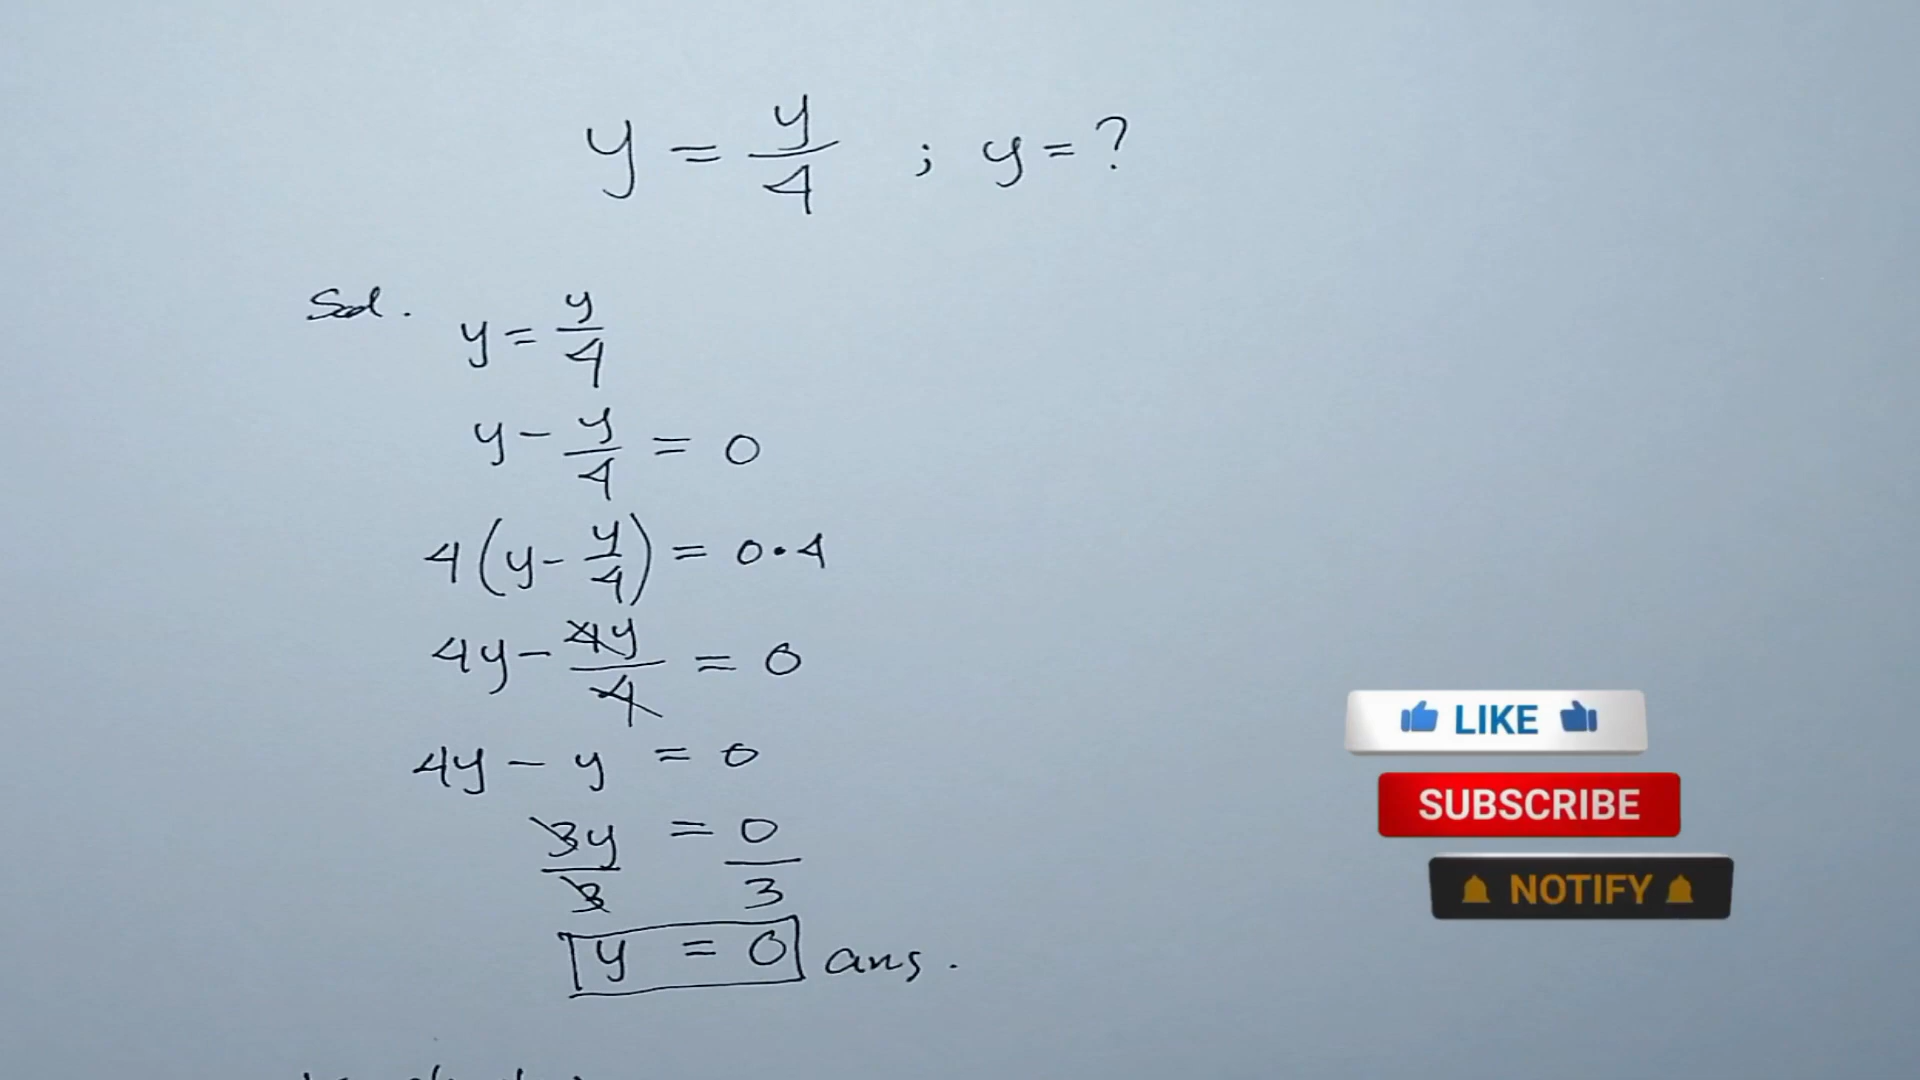 y = y/4 ; y = ?
Sol. y = y/4
y - y/4 = 0
4(y - y/4) = 0·4
4y - 4y/4 = 0
4y - y = 0
3y/3 = 0/3
y = 0 ans.
LIKE
SUBSCRIBE
NOTIFY